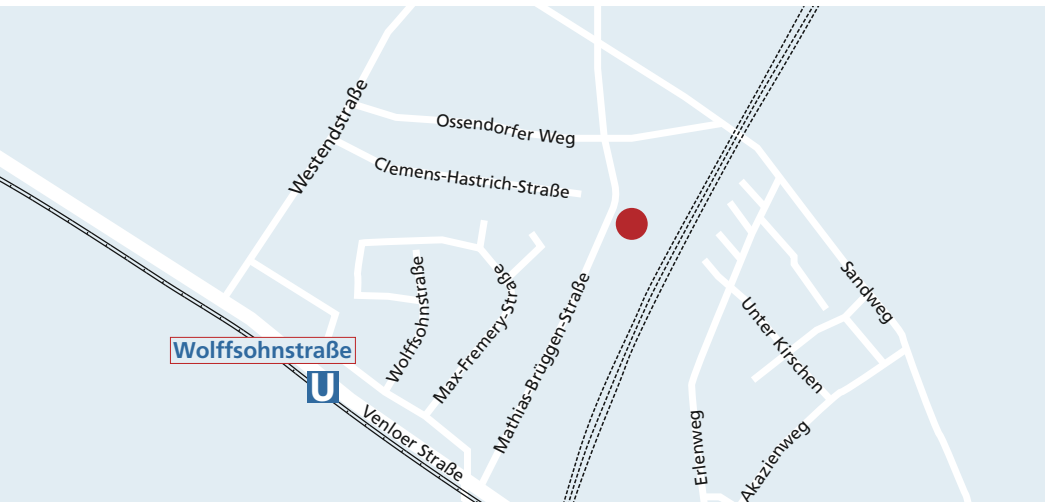 Westendstraße
Ossendorfer Weg
Clemens-Hastrich-Straße
Wolffsohnstraße
Max-Fremery-Straße
Mathias-Brüggen-Straße
Sandweg
Unter Kirschen
Wolffsohnstraße
U
Venloer Straße
Erlenweg
Akazienweg